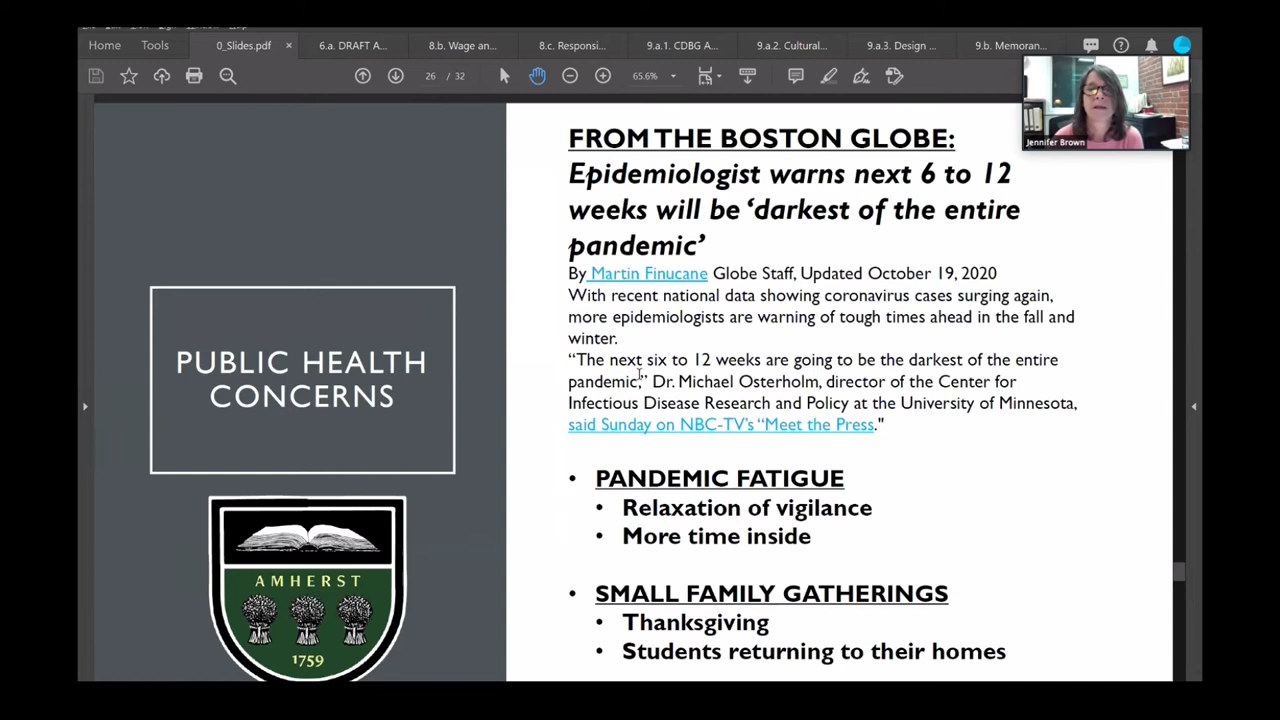 Home Tools 0_Slides.pdf × 6.a. DRAFT A... 8.b. Wage an... 8.c. Responsi... 9.a.1. CDBG A... 9.a.2. Cultural... 9.a.3. Design ... 9.b. Memoran...
26 / 32 65.6%
Jennifer Brown
PUBLIC HEALTH
CONCERNS
AMHERST
1759
FROM THE BOSTON GLOBE:
Epidemiologist warns next 6 to 12
weeks will be ‘darkest of the entire
pandemic’
By Martin Finucane Globe Staff, Updated October 19, 2020
With recent national data showing coronavirus cases surging again,
more epidemiologists are warning of tough times ahead in the fall and
winter.
“The next six to 12 weeks are going to be the darkest of the entire
pandemic,” Dr. Michael Osterholm, director of the Center for
Infectious Disease Research and Policy at the University of Minnesota,
said Sunday on NBC-TV’s “Meet the Press."
• PANDEMIC FATIGUE
• Relaxation of vigilance
• More time inside
• SMALL FAMILY GATHERINGS
• Thanksgiving
• Students returning to their homes